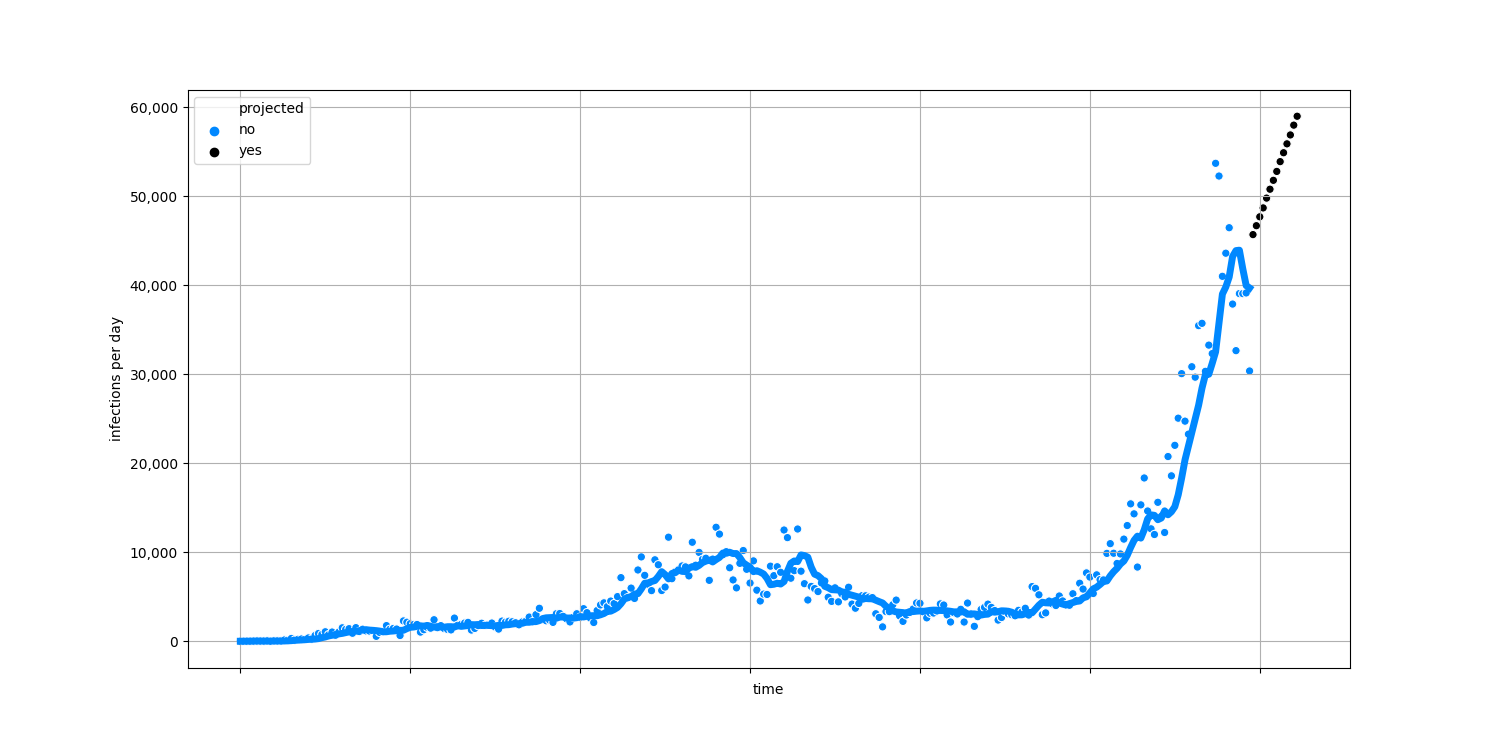 projected
no
yes
60,000
50,000
40,000
30,000
20,000
10,000
0
infections per day
time